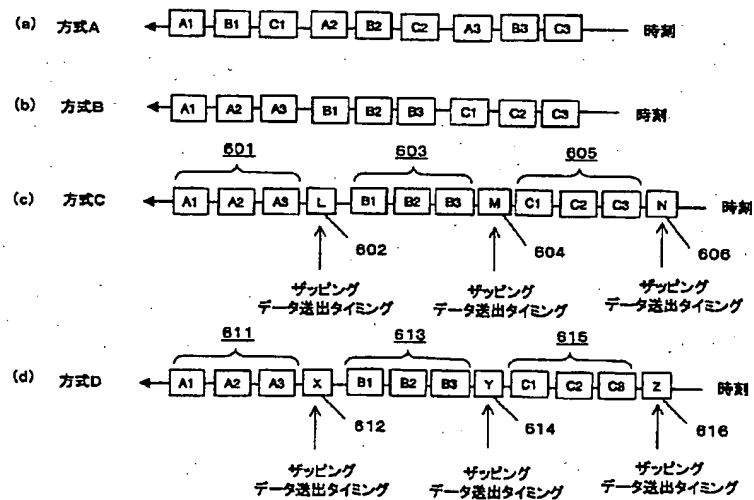 (a) 方式A A1 B1 C1 A2 B2 C2 A3 B3 C3 時刻
(b) 方式B A1 A2 A3 B1 B2 B3 C1 C2 C3 時刻
601 603 605
(c) 方式C A1 A2 A3 L B1 B2 B3 M C1 C2 C3 N 時刻
602 604 606
ザッピング ザッピング ザッピング
データ送出タイミング データ送出タイミング データ送出タイミング
611 613 615
(d) 方式D A1 A2 A3 X B1 B2 B3 Y C1 C2 C8 Z 時刻
612 614 616
ザッピング ザッピング ザッピング
データ送出タイミング データ送出タイミング データ送出タイミング